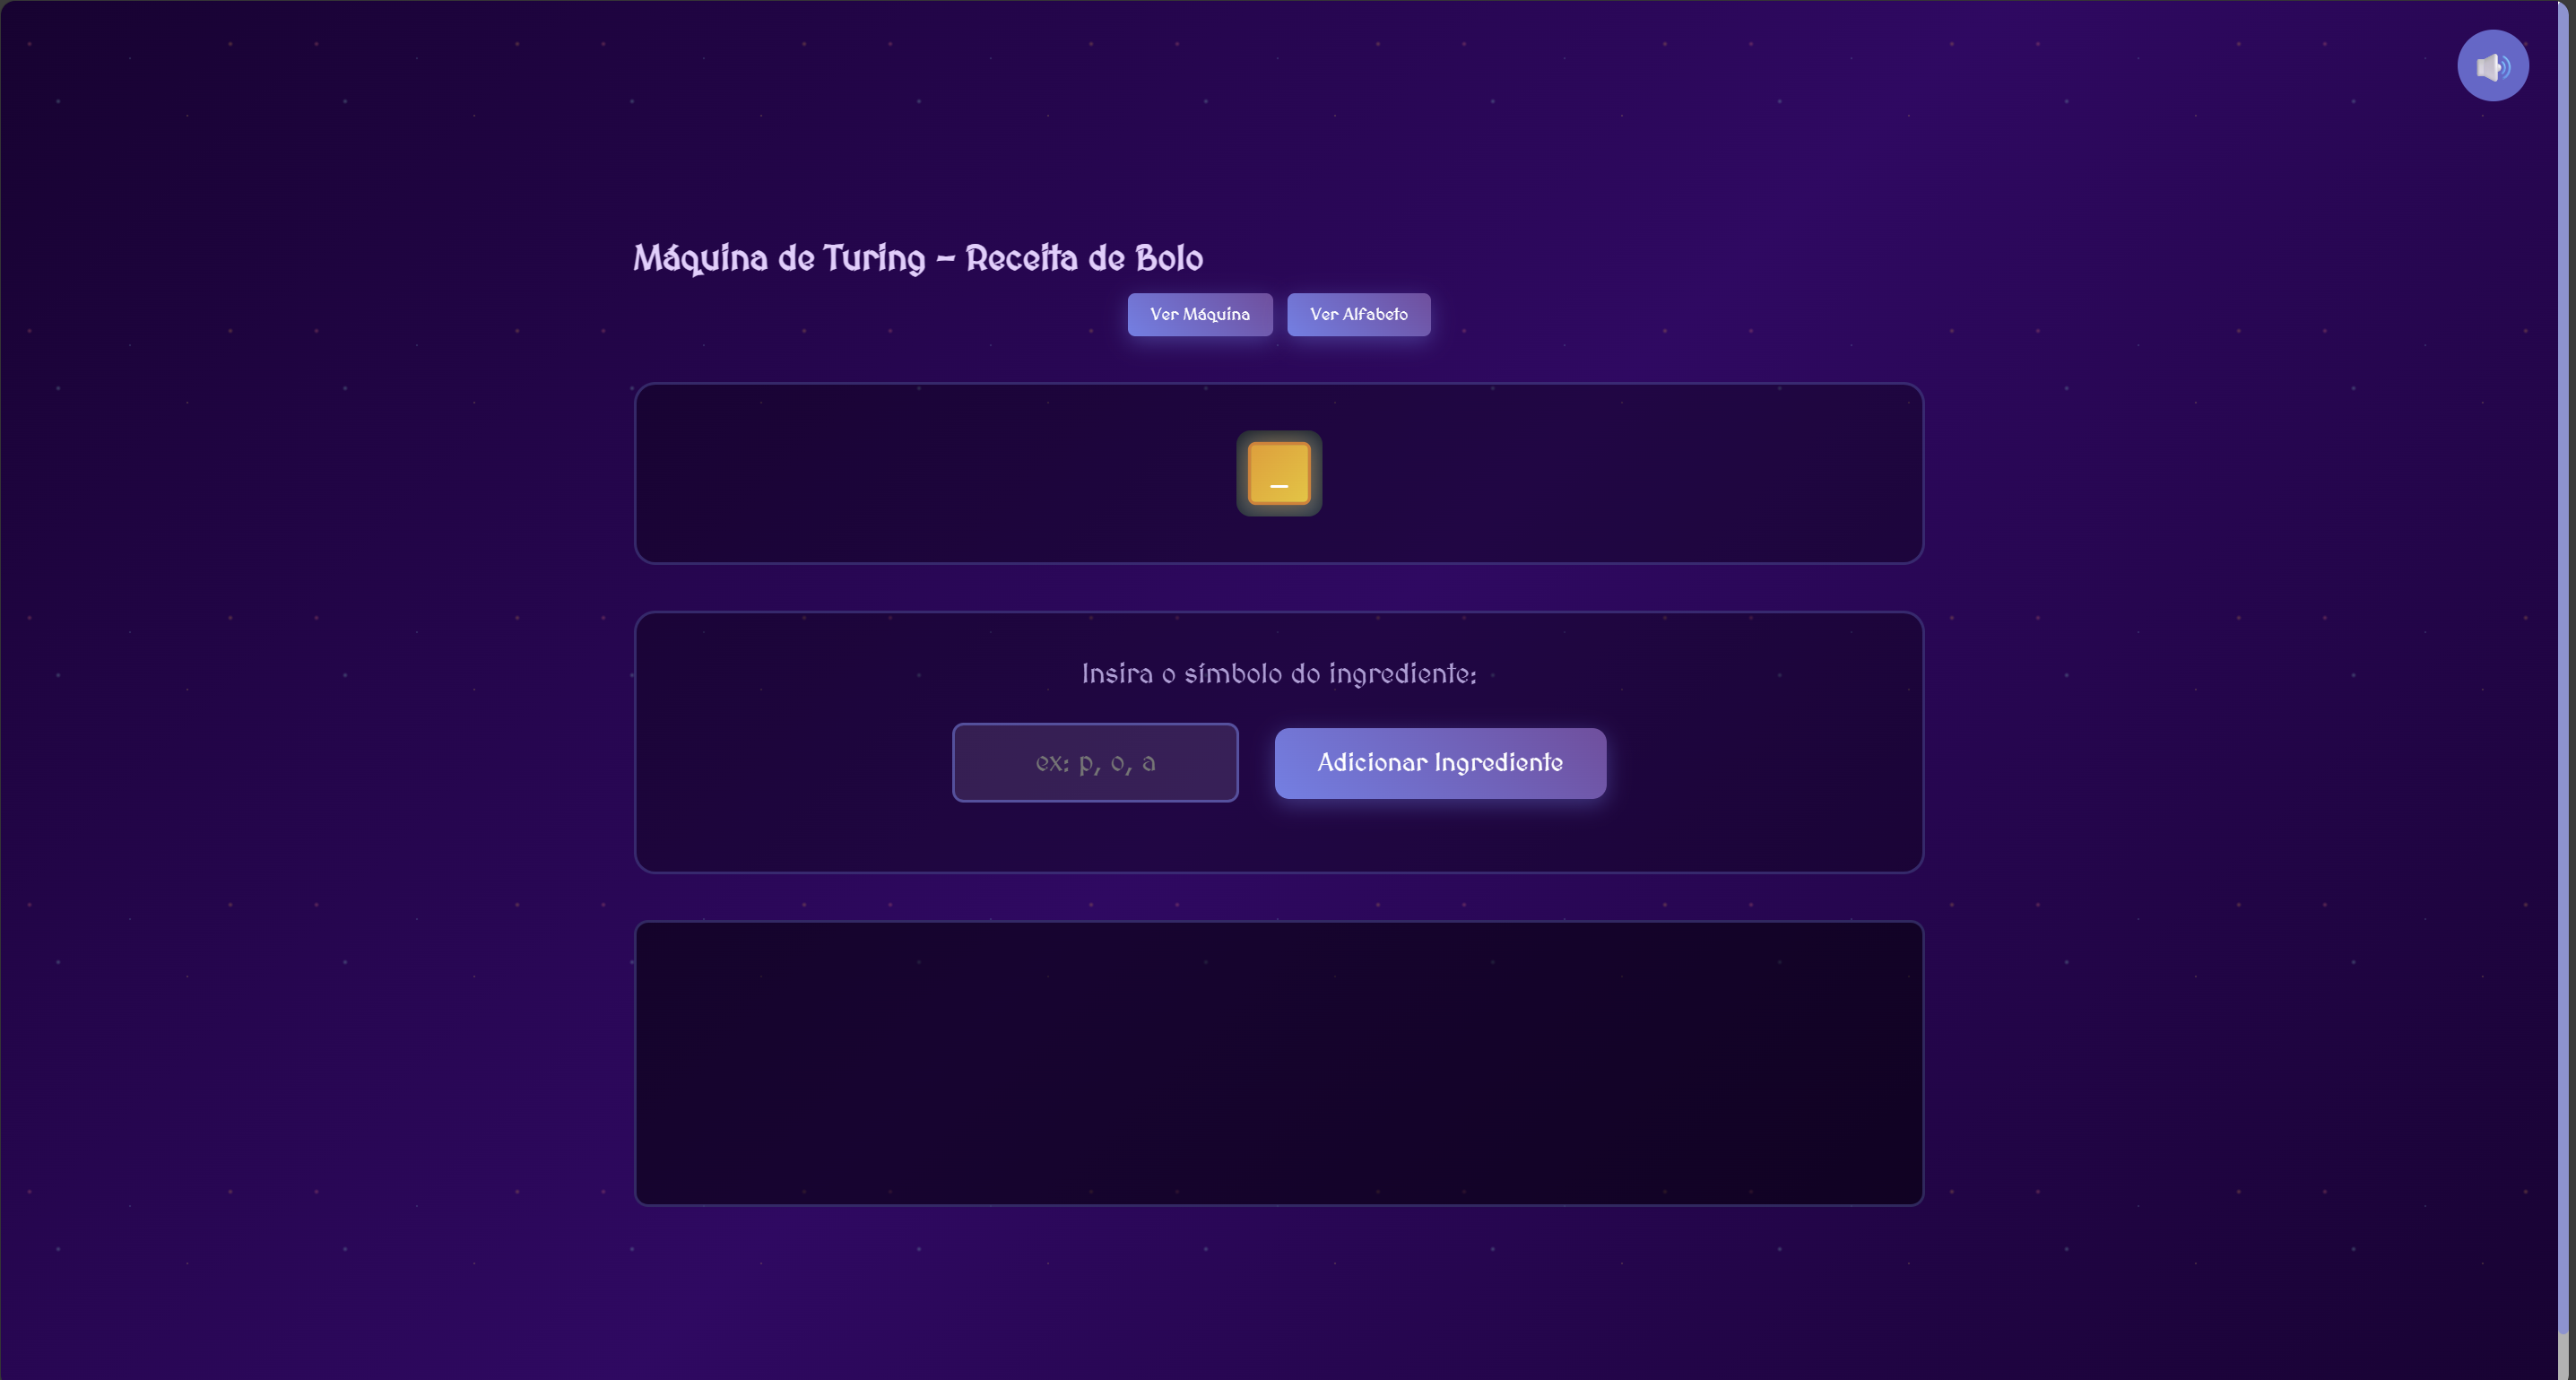 Máquina de Turing – Receita de Bolo
Ver Máquina Ver Alfabeto
_
Insira o símbolo do ingrediente:
ex: p, o, a Adicionar Ingrediente